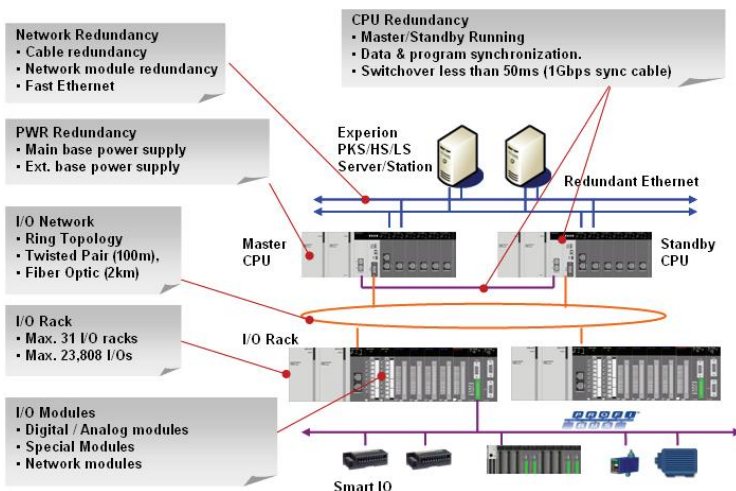 Network Redundancy
▪ Cable redundancy
▪ Network module redundancy
▪ Fast Ethernet
CPU Redundancy
▪ Master/Standby Running
▪ Data & program synchronization.
▪ Switchover less than 50ms (1Gbps sync cable)
PWR Redundancy
▪ Main base power supply
▪ Ext. base power supply
Experion
PKS/HS/LS
Server/Station
Redundant Ethernet
I/O Network
▪ Ring Topology
▪ Twisted Pair (100m),
▪ Fiber Optic (2km)
Master
CPU
Standby
CPU
I/O Rack
▪ Max. 31 I/O racks
▪ Max. 23,808 I/Os
I/O Rack
I/O Modules
▪ Digital / Analog modules
▪ Special Modules
▪ Network modules
PROFI
BUS
Smart IO